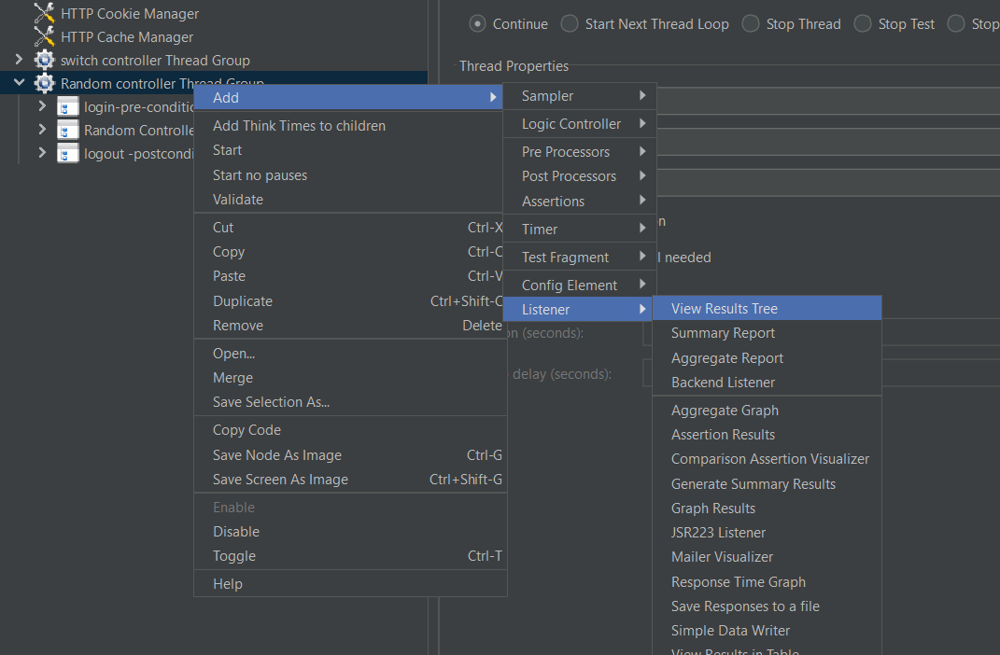 HTTP Cookie Manager
HTTP Cache Manager
switch controller Thread Group
Random controller Thread Group
login-pre-conditio
Random Controlle
logout -postcondi
Continue Start Next Thread Loop Stop Thread Stop Test Stop
Thread Properties
Add
Add Think Times to children
Start
Start no pauses
Validate
Cut Ctrl-X
Copy Ctrl-C
Paste Ctrl-V
Duplicate Ctrl+Shift-C
Remove Delete
Open...
Merge
Save Selection As...
Copy Code
Save Node As Image Ctrl-G
Save Screen As Image Ctrl+Shift-G
Enable
Disable
Toggle Ctrl-T
Help
Sampler
Logic Controller
Pre Processors
Post Processors
Assertions
Timer
Test Fragment
Config Element
Listener
n
l needed
on (seconds):
delay (seconds):
View Results Tree
Summary Report
Aggregate Report
Backend Listener
Aggregate Graph
Assertion Results
Comparison Assertion Visualizer
Generate Summary Results
Graph Results
JSR223 Listener
Mailer Visualizer
Response Time Graph
Save Responses to a file
Simple Data Writer
View Results in Table